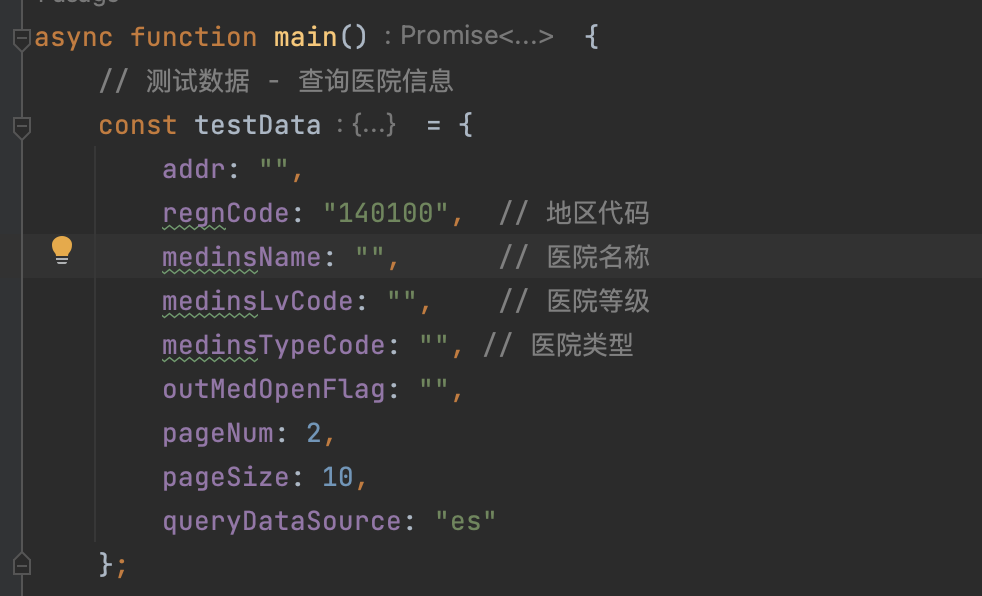 async function main() : Promise<...> {
// 测试数据 - 查询医院信息
const testData : {...} = {
addr: "",
regnCode: "140100", // 地区代码
medinsName: "", // 医院名称
medinsLvCode: "", // 医院等级
medinsTypeCode: "", // 医院类型
outMedOpenFlag: "",
pageNum: 2,
pageSize: 10,
queryDataSource: "es"
};